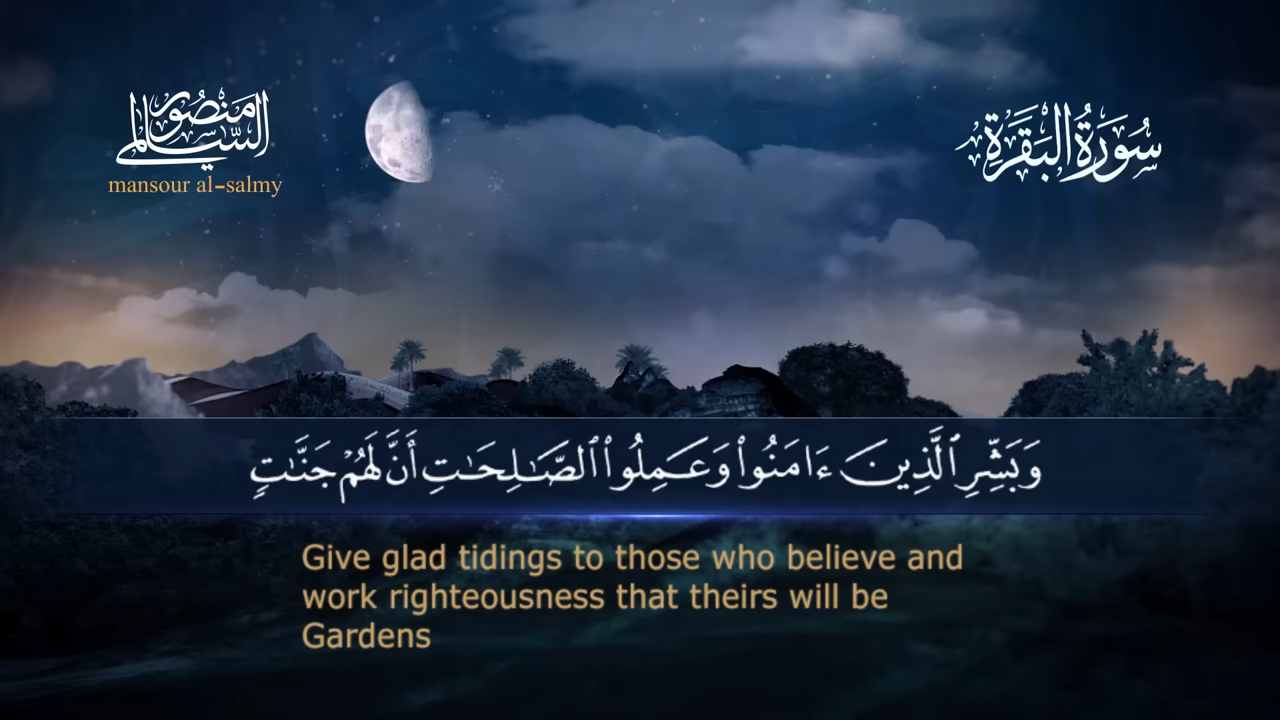 منصور السالمي
mansour al-salmy
سُورَةُ البَقَرَةِ
وَبَشِّرِ ٱلَّذِينَ ءَامَنُوا۟ وَعَمِلُوا۟ ٱلصَّـٰلِحَـٰتِ أَنَّ لَهُمْ جَنَّـٰتٍ
Give glad tidings to those who believe and
work righteousness that theirs will be
Gardens